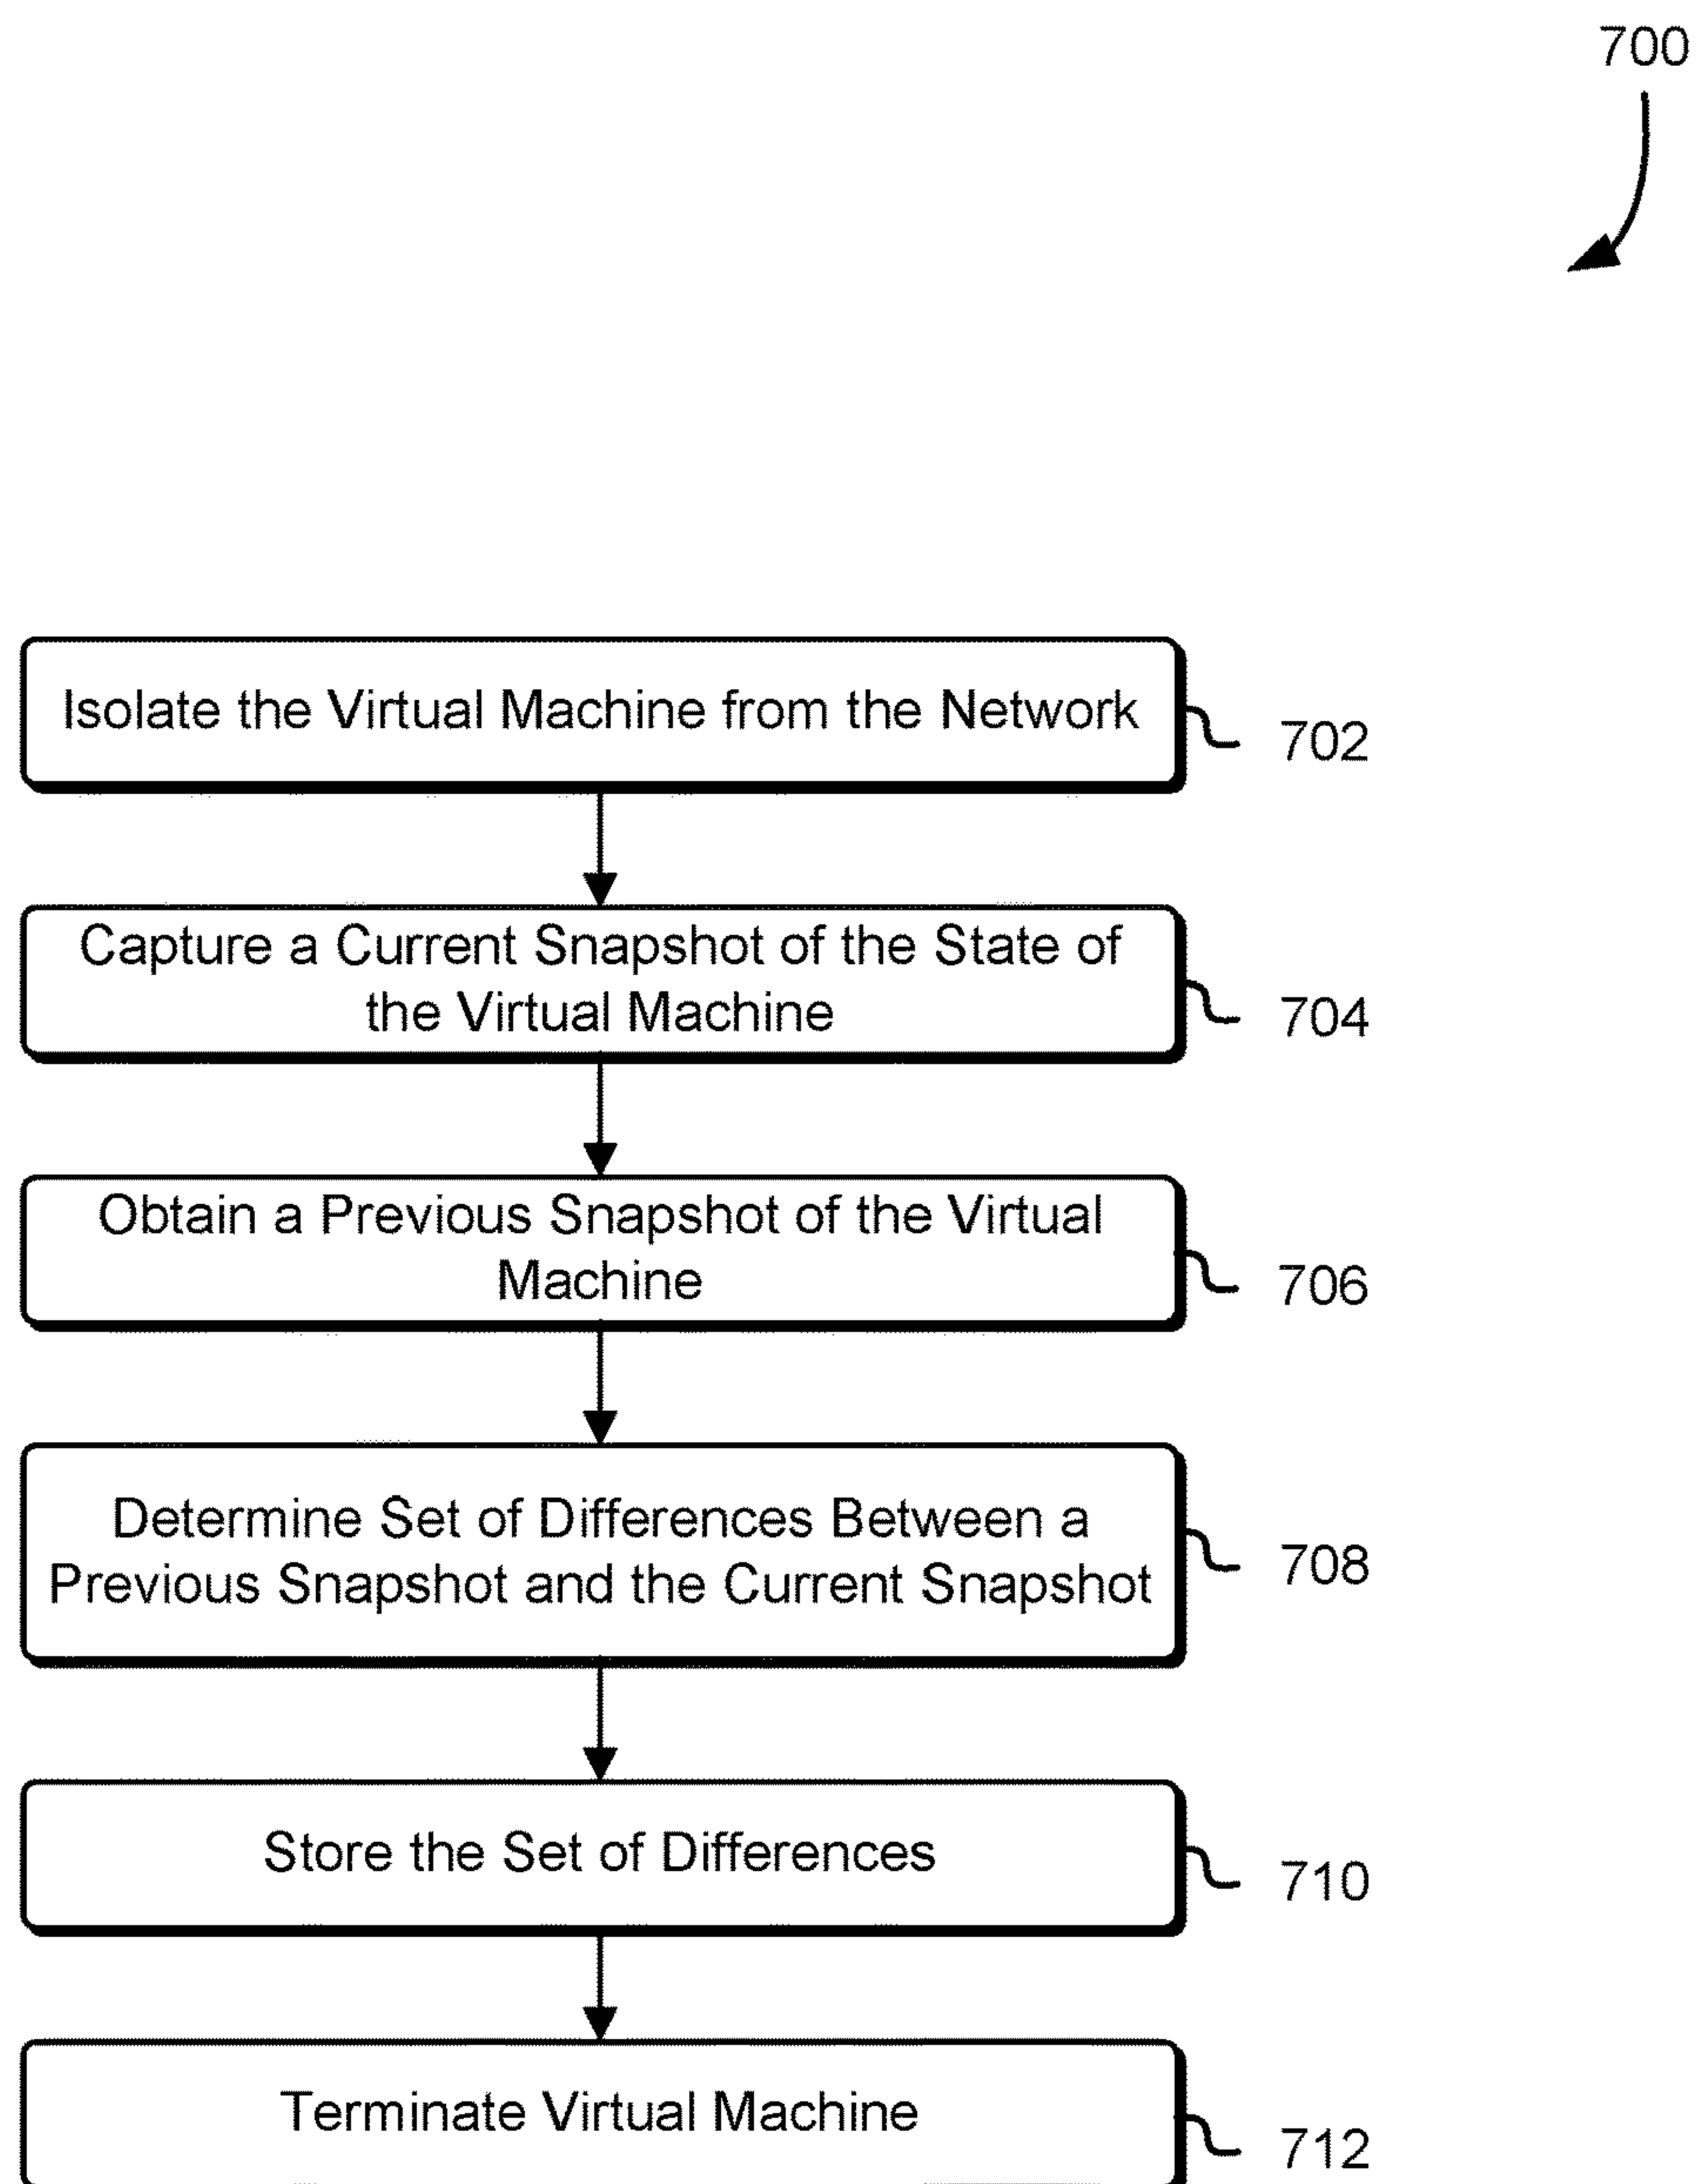 700
Isolate the Virtual Machine from the Network
702
Capture a Current Snapshot of the State of
the Virtual Machine
704
Obtain a Previous Snapshot of the Virtual
Machine
706
Determine Set of Differences Between a
Previous Snapshot and the Current Snapshot
708
Store the Set of Differences
710
Terminate Virtual Machine
712